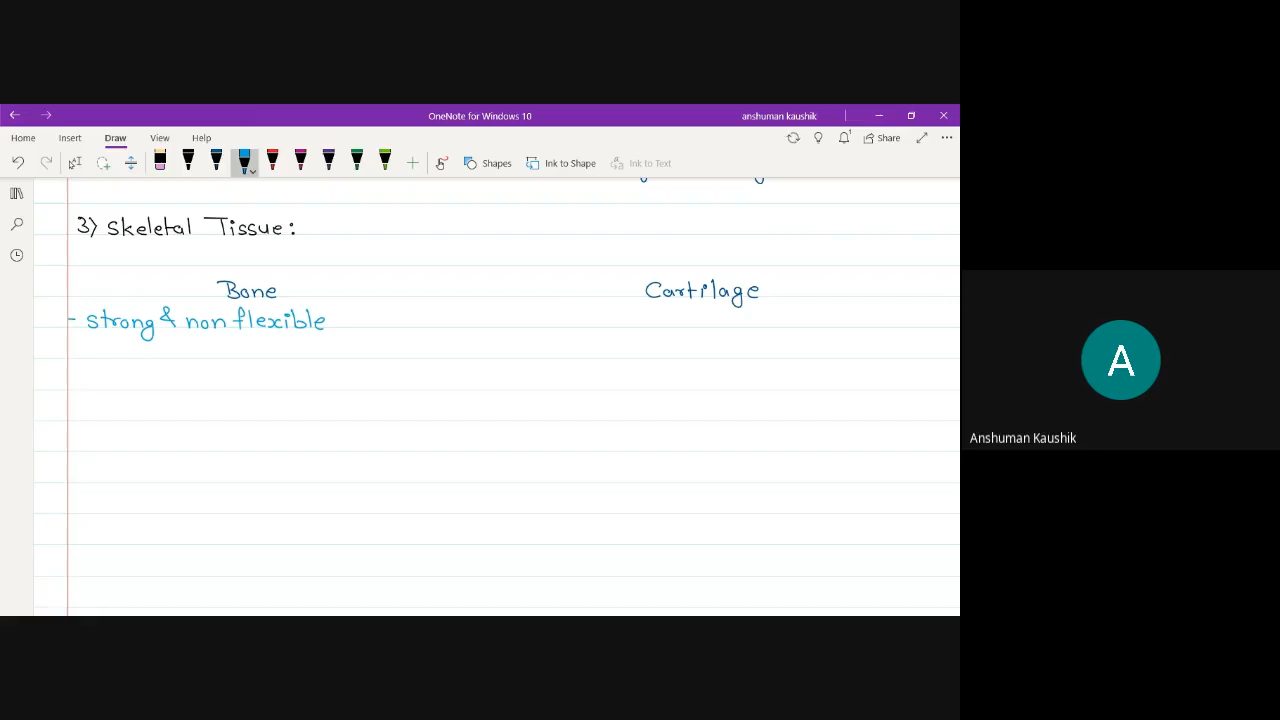 OneNote for Windows 10
anshuman kaushik
Home Insert Draw View Help
Share
Shapes Ink to Shape Ink to Text
3) Skeletal Tissue:
Bone Cartilage
- strong & non flexible
A
Anshuman Kaushik